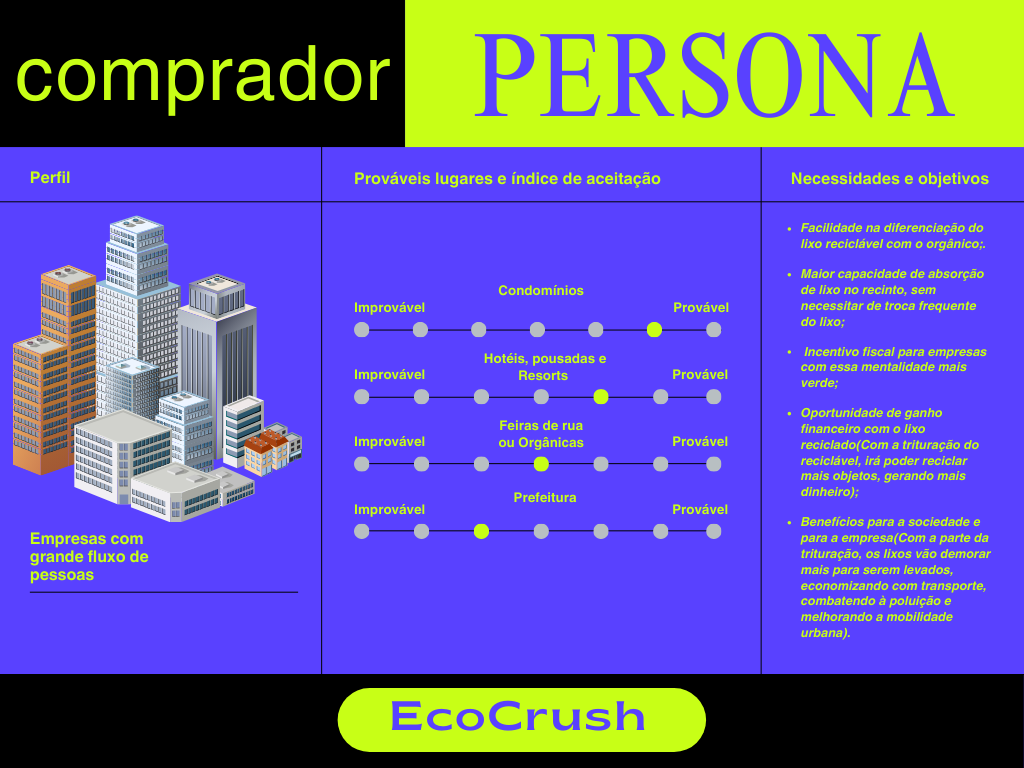 comprador
PERSONA
Perfil
Prováveis lugares e índice de aceitação
Necessidades e objetivos
Empresas com
grande fluxo de
pessoas
Condomínios
Improvável
Provável
Hotéis, pousadas e
Resorts
Improvável
Provável
Feiras de rua
ou Orgânicas
Improvável
Provável
Prefeitura
Improvável
Provável
• Facilidade na diferenciação do
lixo reciclável com o orgânico;.
• Maior capacidade de absorção
de lixo no recinto, sem
necessitar de troca frequente
do lixo;
• Incentivo fiscal para empresas
com essa mentalidade mais
verde;
• Oportunidade de ganho
financeiro com o lixo
reciclado(Com a trituração do
reciclável, irá poder reciclar
mais objetos, gerando mais
dinheiro);
• Benefícios para a sociedade e
para a empresa(Com a parte da
trituração, os lixos vão demorar
mais para serem levados,
economizando com transporte,
combatendo à poluição e
melhorando a mobilidade
urbana).
EcoCrush